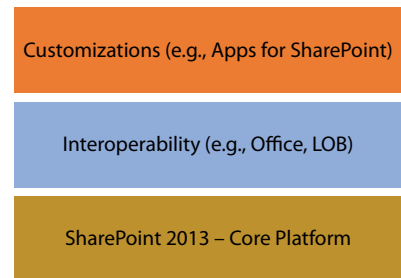 Customizations (e.g., Apps for SharePoint)
Interoperability (e.g., Office, LOB)
SharePoint 2013 – Core Platform